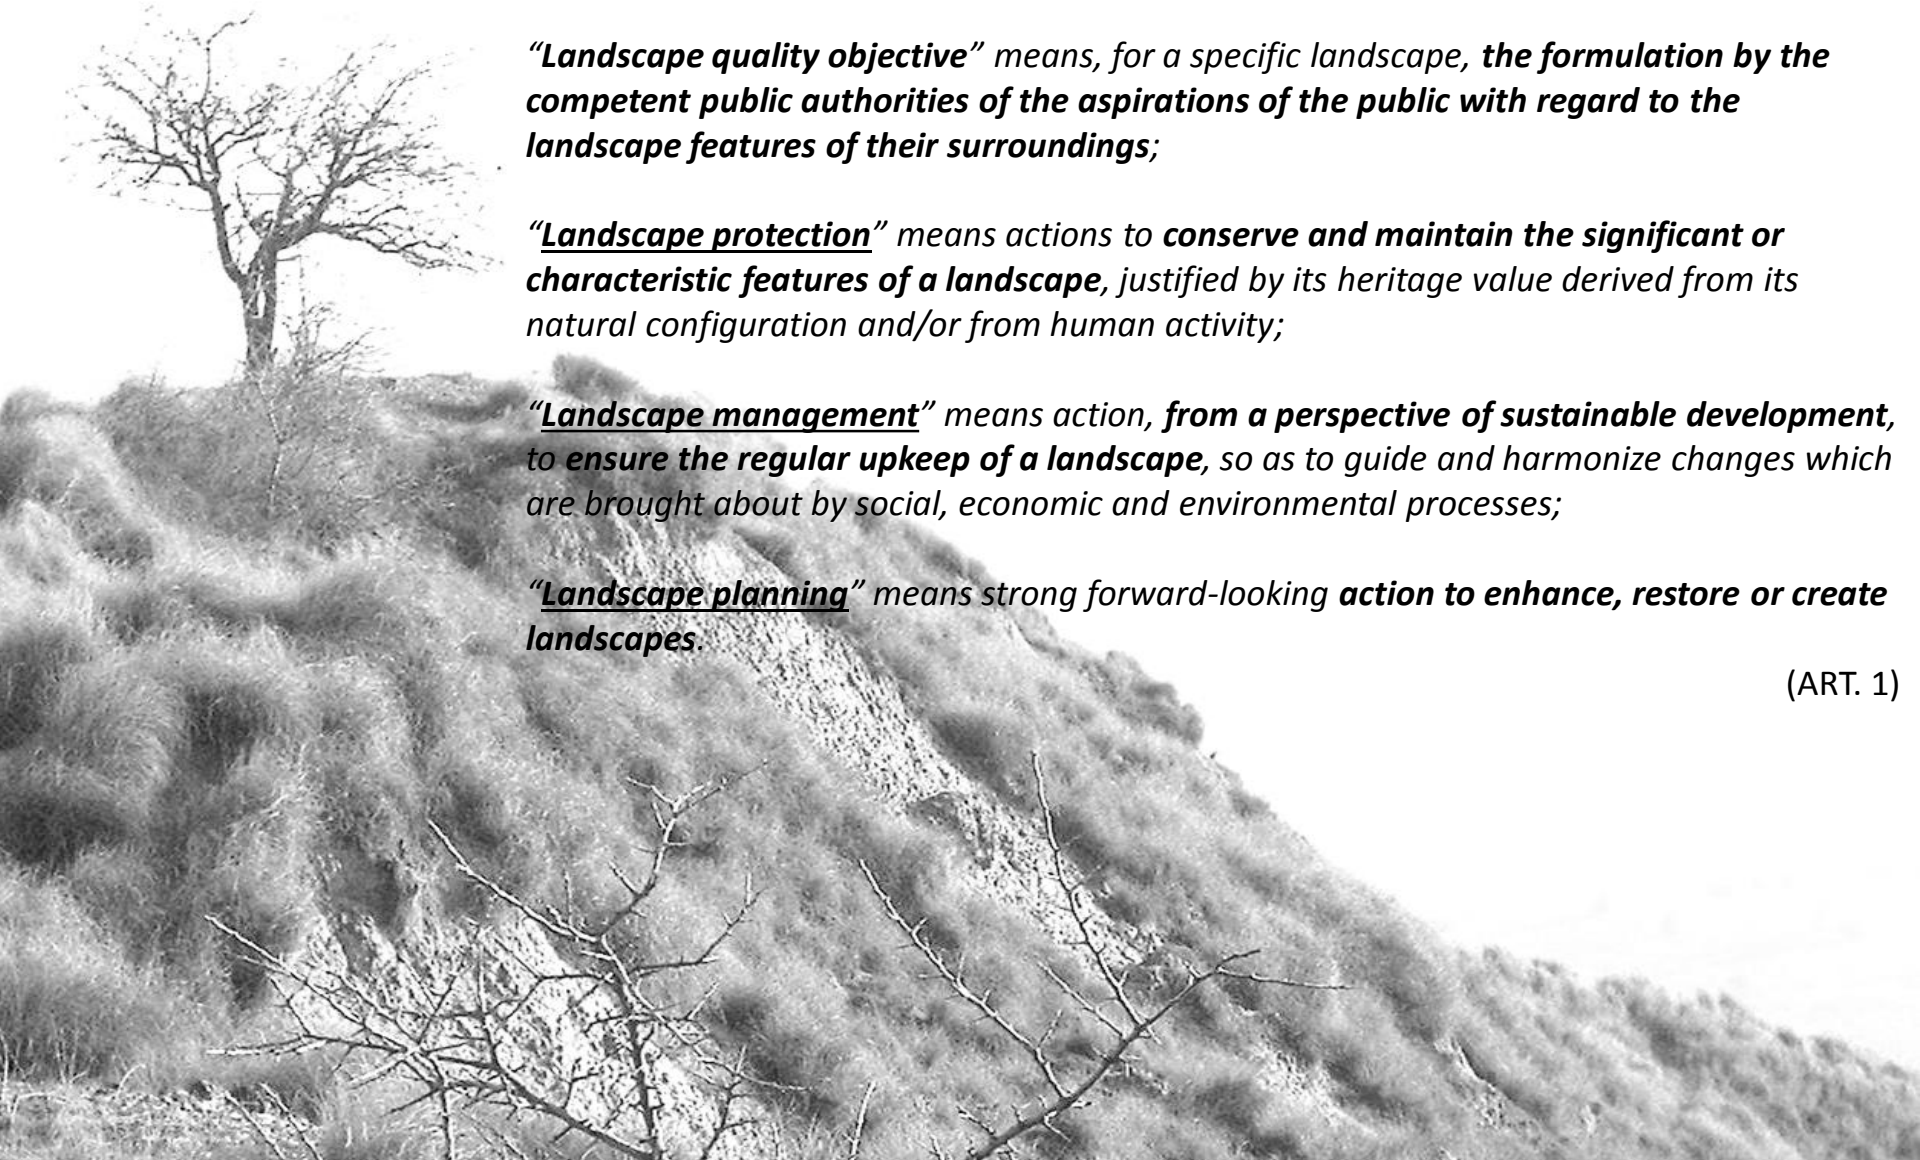 “Landscape quality objective” means, for a specific landscape, the formulation by the
competent public authorities of the aspirations of the public with regard to the
landscape features of their surroundings;
“Landscape protection” means actions to conserve and maintain the significant or
characteristic features of a landscape, justified by its heritage value derived from its
natural configuration and/or from human activity;
“Landscape management” means action, from a perspective of sustainable development,
to ensure the regular upkeep of a landscape, so as to guide and harmonize changes which
are brought about by social, economic and environmental processes;
“Landscape planning” means strong forward-looking action to enhance, restore or create
landscapes.
(ART. 1)